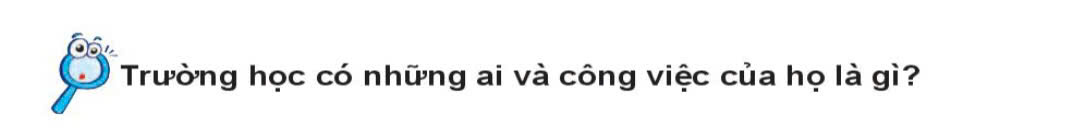 Trường học có những ai và công việc của họ là gì?